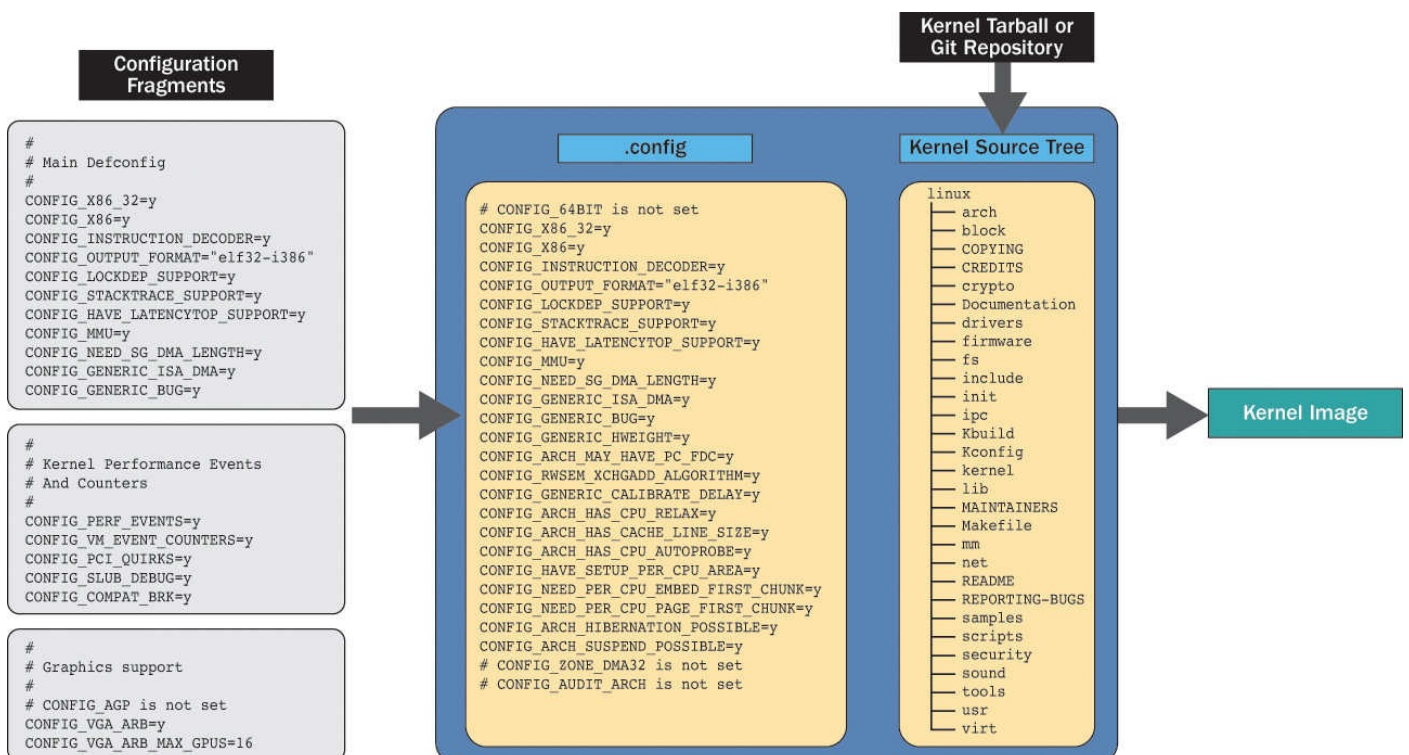 Configuration
Fragments
#
# Main Defconfig
#
CONFIG_X86_32=y
CONFIG_X86=y
CONFIG_INSTRUCTION_DECODER=y
CONFIG_OUTPUT_FORMAT="elf32-i386"
CONFIG_LOCKDEP_SUPPORT=y
CONFIG_STACKTRACE_SUPPORT=y
CONFIG_HAVE_LATENCYTOP_SUPPORT=y
CONFIG_MMU=y
CONFIG_NEED_SG_DMA_LENGTH=y
CONFIG_GENERIC_ISA_DMA=y
CONFIG_GENERIC_BUG=y
#
# Kernel Performance Events
# And Counters
#
CONFIG_PERF_EVENTS=y
CONFIG_VM_EVENT_COUNTERS=y
CONFIG_PCI_QUIRKS=y
CONFIG_SLUB_DEBUG=y
CONFIG_COMPAT_BRK=y
#
# Graphics support
#
# CONFIG_AGP is not set
CONFIG_VGA_ARB=y
CONFIG_VGA_ARB_MAX_GPUS=16
.config
# CONFIG_64BIT is not set
CONFIG_X86_32=y
CONFIG_X86=y
CONFIG_INSTRUCTION_DECODER=y
CONFIG_OUTPUT_FORMAT="elf32-i386"
CONFIG_LOCKDEP_SUPPORT=y
CONFIG_STACKTRACE_SUPPORT=y
CONFIG_HAVE_LATENCYTOP_SUPPORT=y
CONFIG_MMU=y
CONFIG_NEED_SG_DMA_LENGTH=y
CONFIG_GENERIC_ISA_DMA=y
CONFIG_GENERIC_BUG=y
CONFIG_GENERIC_HWEIGHT=y
CONFIG_ARCH_MAY_HAVE_PC_FDC=y
CONFIG_RWSEM_XCHGADD_ALGORITHM=y
CONFIG_GENERIC_CALIBRATE_DELAY=y
CONFIG_ARCH_HAS_CPU_RELAX=y
CONFIG_ARCH_HAS_CACHE_LINE_SIZE=y
CONFIG_ARCH_HAS_CPU_AUTOPROBE=y
CONFIG_HAVE_SETUP_PER_CPU_AREA=y
CONFIG_NEED_PER_CPU_EMBED_FIRST_CHUNK=y
CONFIG_NEED_PER_CPU_PAGE_FIRST_CHUNK=y
CONFIG_ARCH_HIBERNATION_POSSIBLE=y
CONFIG_ARCH_SUSPEND_POSSIBLE=y
# CONFIG_ZONE_DMA32 is not set
# CONFIG_AUDIT_ARCH is not set
Kernel Tarball or
Git Repository
Kernel Source Tree
linux
arch
block
COPYING
CREDITS
crypto
Documentation
drivers
firmware
fs
include
init
ipc
Kbuild
Kconfig
kernel
lib
MAINTAINERS
Makefile
mm
net
README
REPORTING-BUGS
samples
scripts
security
sound
tools
usr
virt
Kernel Image